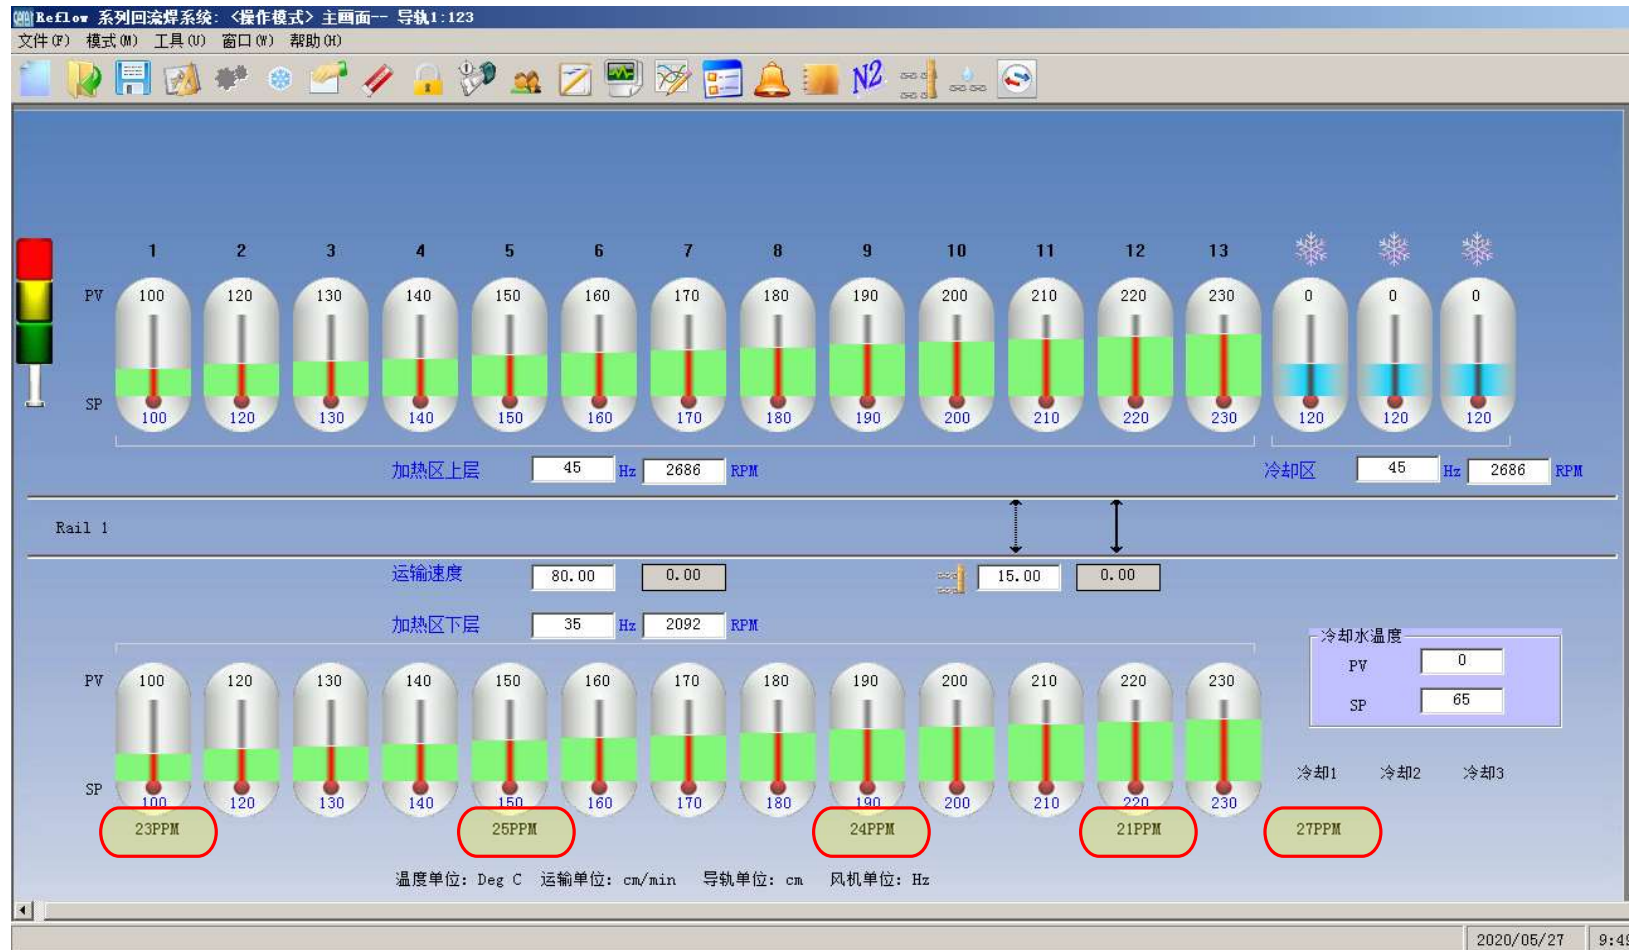 Reflow 系列回流焊系统: <操作模式> 主画面-- 导轨1:123
文件(F) 模式(M) 工具(U) 窗口(W) 帮助(H)
N2
1 2 3 4 5 6 7 8 9 10 11 12 13
PV 100 120 130 140 150 160 170 180 190 200 210 220 230 0 0 0
SP 100 120 130 140 150 160 170 180 190 200 210 220 230 120 120 120
加热区上层 45 Hz 2686 RPM 冷却区 45 Hz 2686 RPM
Rail 1
运输速度 80.00 0.00 15.00 0.00
加热区下层 35 Hz 2092 RPM
冷却水温度
PV 0
SP 65
PV 100 120 130 140 150 160 170 180 190 200 210 220 230
冷却1 冷却2 冷却3
SP 100 120 130 140 150 160 170 180 190 200 210 220 230
23PPM 25PPM 24PPM 21PPM 27PPM
温度单位: Deg C 运输单位: cm/min 导轨单位: cm 风机单位: Hz
2020/05/27 9:49